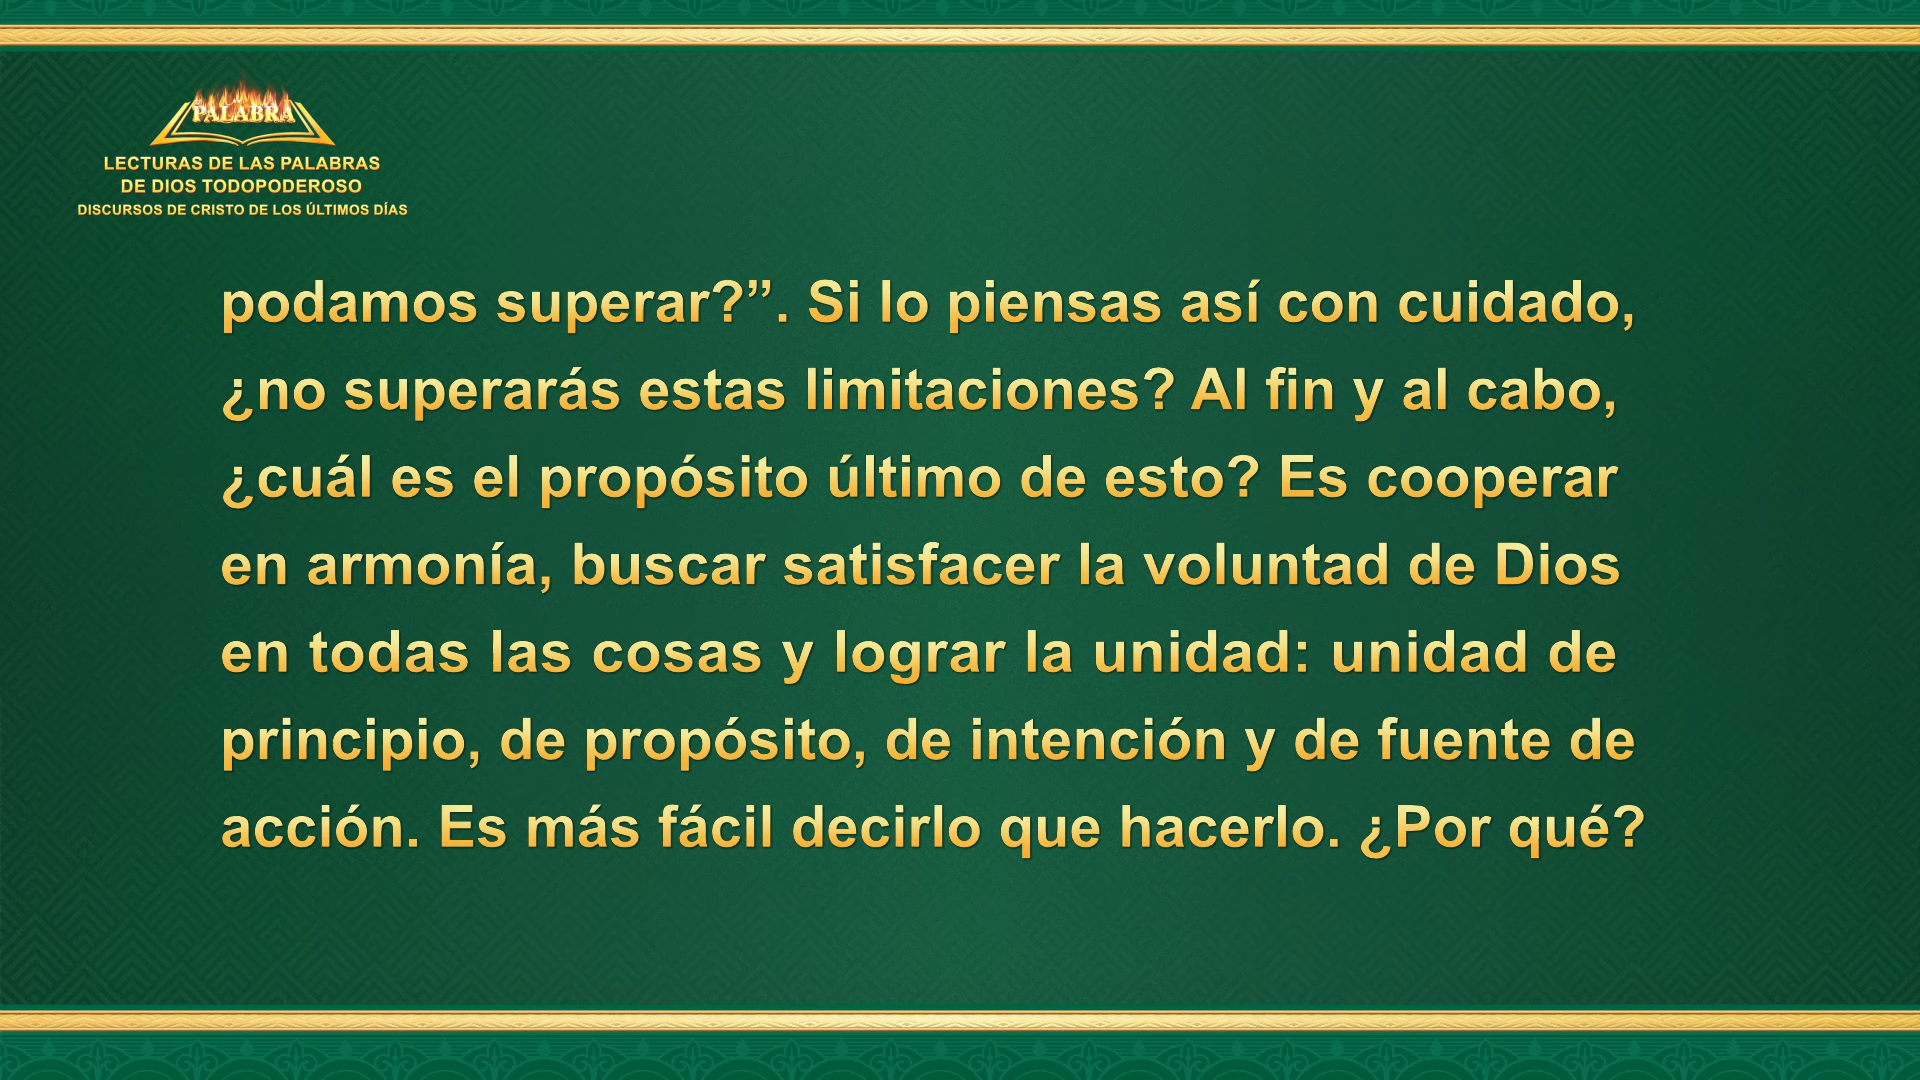 PALABRA
LECTURAS DE LAS PALABRAS
DE DIOS TODOPODEROSO
DISCURSOS DE CRISTO DE LOS ÚLTIMOS DÍAS
podamos superar?”. Si lo piensas así con cuidado,
¿no superarás estas limitaciones? Al fin y al cabo,
¿cuál es el propósito último de esto? Es cooperar
en armonía, buscar satisfacer la voluntad de Dios
en todas las cosas y lograr la unidad: unidad de
principio, de propósito, de intención y de fuente de
acción. Es más fácil decirlo que hacerlo. ¿Por qué?